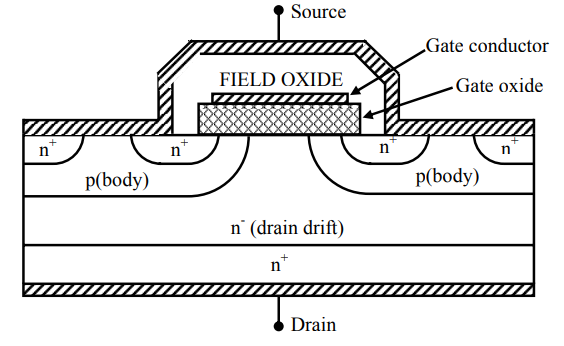 Source
Gate conductor
FIELD OXIDE
Gate oxide
n⁺ n⁺ n⁺ n⁺
p(body) p(body)
n⁻ (drain drift)
n⁺
Drain